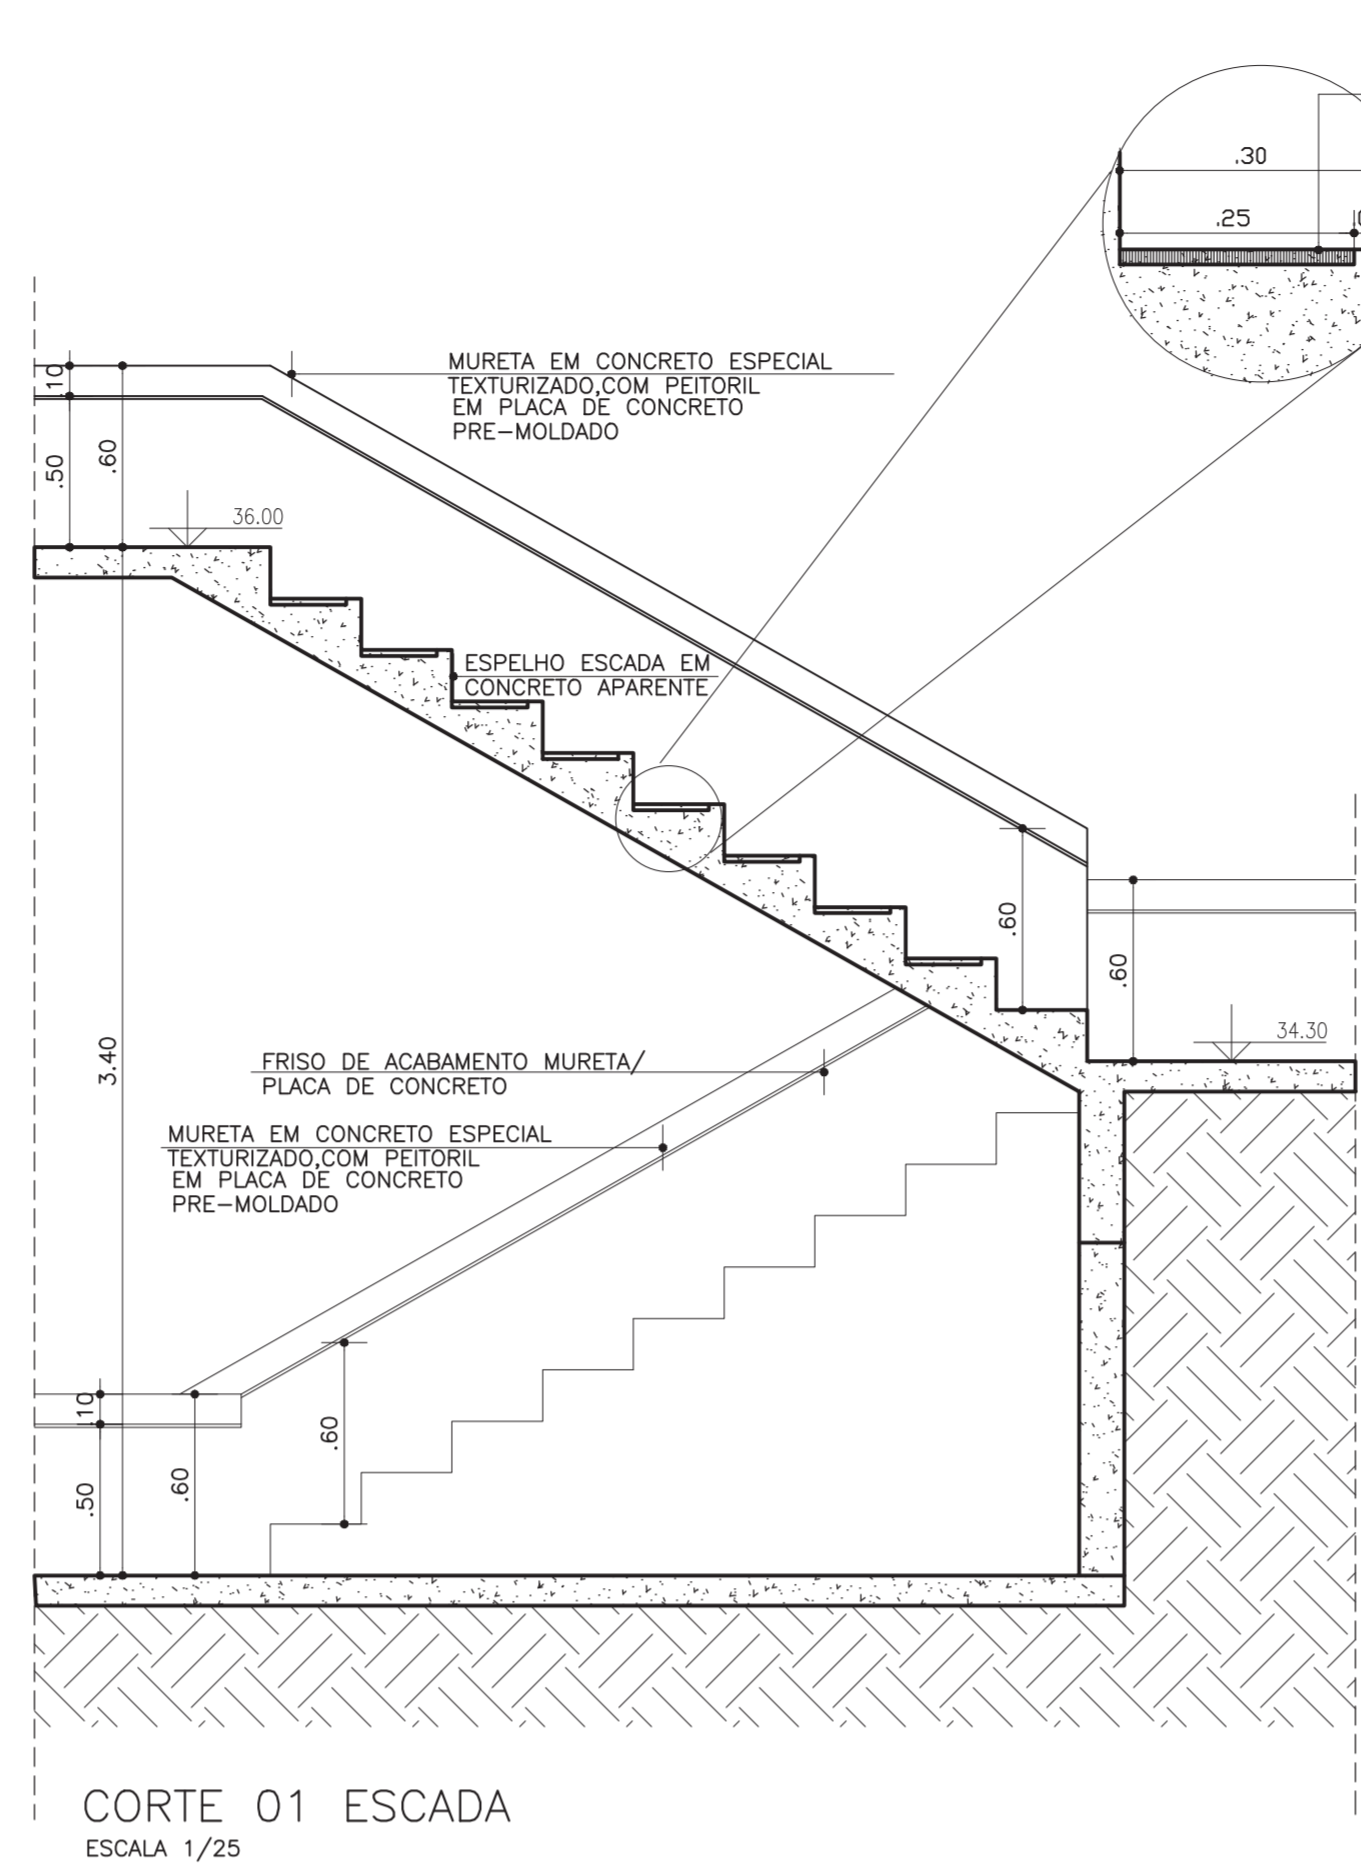 .30
.25
MURETA EM CONCRETO ESPECIAL
TEXTURIZADO,COM PEITORIL
EM PLACA DE CONCRETO
PRE-MOLDADO
.10
.50
.60
36.00
ESPELHO ESCADA EM
CONCRETO APARENTE
.60
.60
34.30
3.40
FRISO DE ACABAMENTO MURETA/
PLACA DE CONCRETO
MURETA EM CONCRETO ESPECIAL
TEXTURIZADO,COM PEITORIL
EM PLACA DE CONCRETO
PRE-MOLDADO
.10
.50
.60
.60
CORTE 01 ESCADA
ESCALA 1/25